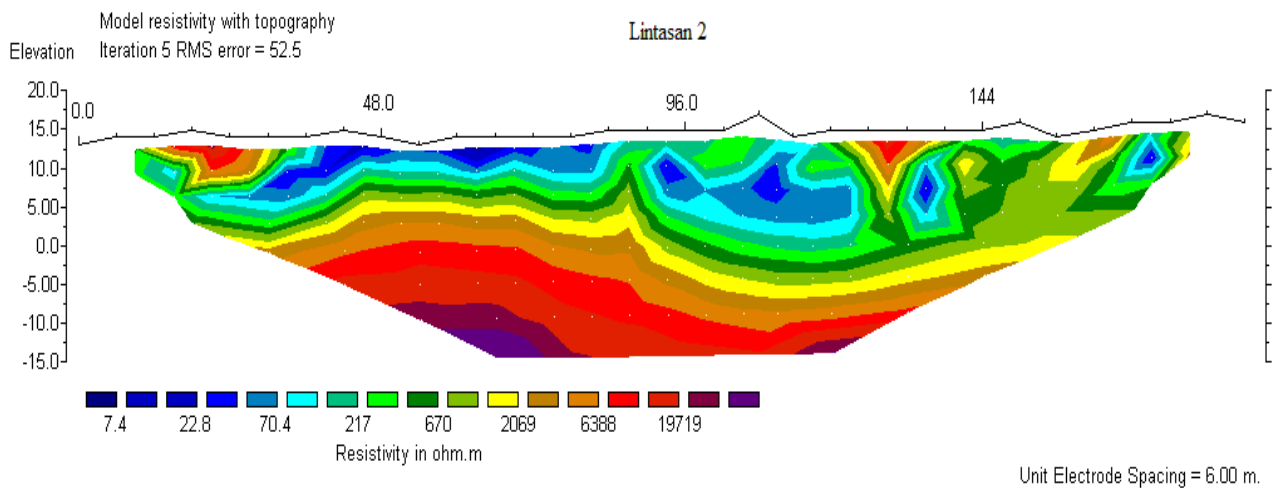 Model resistivity with topography
Lintasan 2
Elevation
Iteration 5 RMS error = 52.5
20.0
0.0
48.0
96.0
144
15.0
10.0
5.00
0.0
-5.00
-10.0
-15.0
7.4 22.8 70.4 217 670 2069 6388 19719
Resistivity in ohm.m
Unit Electrode Spacing = 6.00 m.